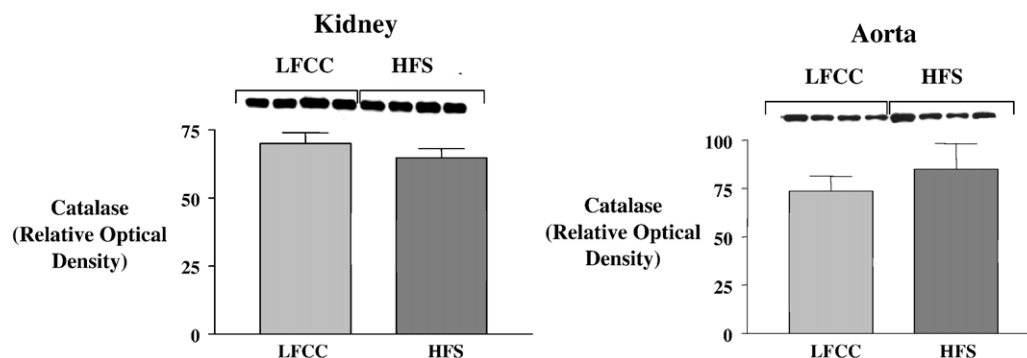 Kidney
LFCC HFS
75
50
25
0
Catalase
(Relative Optical
Density)
LFCC HFS
Aorta
LFCC HFS
100
75
50
25
0
Catalase
(Relative Optical
Density)
LFCC HFS